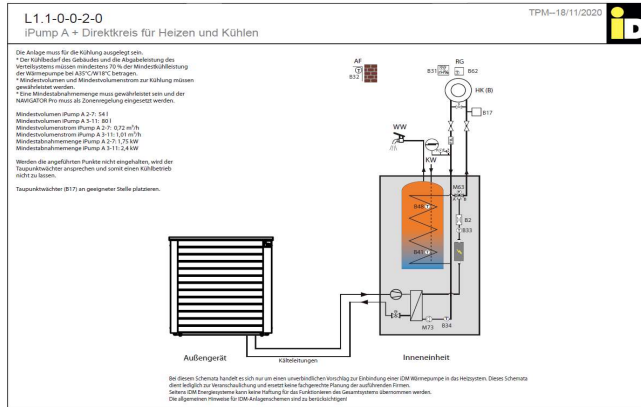 L1.1-0-0-2-0
iPump A + Direktkreis für Heizen und Kühlen
TPM--18/11/2020
iD
Die Anlage muss für die Kühlung ausgelegt sein.
* Der Kühlbedarf des Gebäudes und die Abgabeleistung des
Verteilsystems müssen mindestens 70 % der Mindestkühlleistung
der Wärmepumpe bei A35°C/W18°C betragen.
* Mindestvolumen und Mindestvolumenstrom zur Kühlung müssen
gewährleistet werden.
* Eine Mindestabnahmemenge muss gewährleistet sein und der
NAVIGATOR Pro muss als Zonenregelung eingesetzt werden.
Mindestvolumen iPump A 2-7: 54 l
Mindestvolumen iPump A 3-11: 80 l
Mindestvolumenstrom iPump A 2-7: 0,72 m³/h
Mindestvolumenstrom iPump A 3-11: 1,01 m³/h
Mindestabnahmemenge iPump A 2-7: 1,75 kW
Mindestabnahmemenge iPump A 3-11: 2,4 kW
Werden die angeführten Punkte nicht eingehalten, wird der
Taupunktwächter ansprechen und somit einen Kühlbetrieb
nicht zu lassen.
Taupunktwächter (B17) an geeigneter Stelle platzieren.
AF
B32
RG
B31
B62
HK (B)
B17
WW
KW
M63
B48
B2
B33
B41
M73
B34
Außengerät
Kälteleitungen
Inneneinheit
Bei diesem Schemata handelt es sich nur um einen unverbindlichen Vorschlag zur Einbindung einer iDM Wärmepumpe in das Heizsystem. Dieses Schemata
dient lediglich zur Veranschaulichung und ersetzt keine fachgerechte Planung der ausführenden Firmen.
Seitens IDM Energiesysteme kann keine Haftung für das Funktionieren des Gesamtsystems übernommen werden.
Die allgemeinen Hinweise für IDM-Anlagenschemen sind zu berücksichtigen!